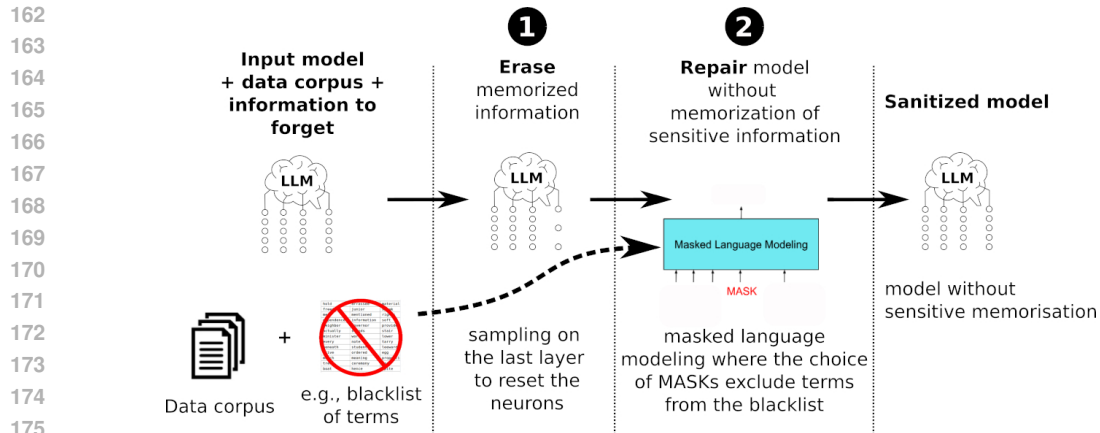 162
163
164
165
166
167
168
169
170
171
172
173
174
175
Input model
+ data corpus +
information to
forget
LLM
Data corpus
+
e.g., blacklist
of terms
1
Erase
memorized
information
LLM
sampling on
the last layer
to reset the
neurons
2
Repair model
without
memorization of
sensitive information
Masked Language Modeling
MASK
masked language
modeling where the choice
of MASKs exclude terms
from the blacklist
Sanitized model
LLM
model without
sensitive memorisation